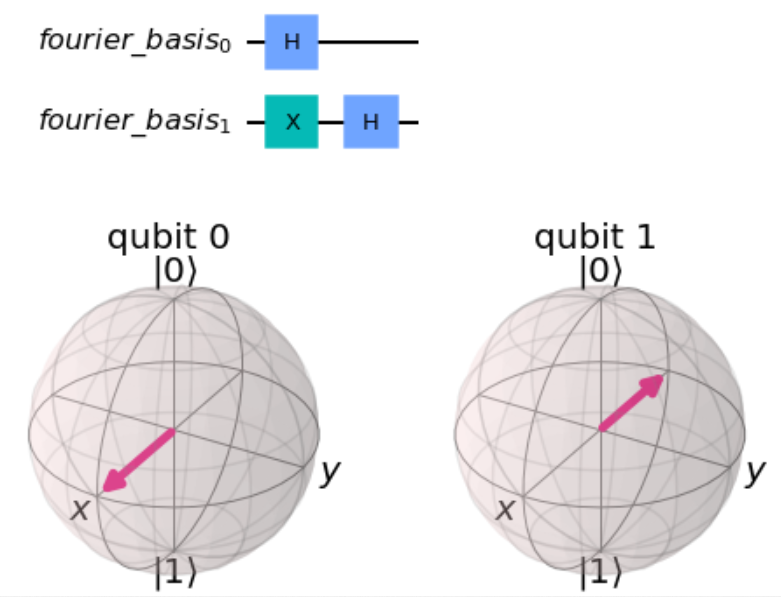 fourier_basis₀ H
fourier_basis₁ X H
qubit 0 qubit 1
|0⟩ |0⟩
y y
x x
|1⟩ |1⟩